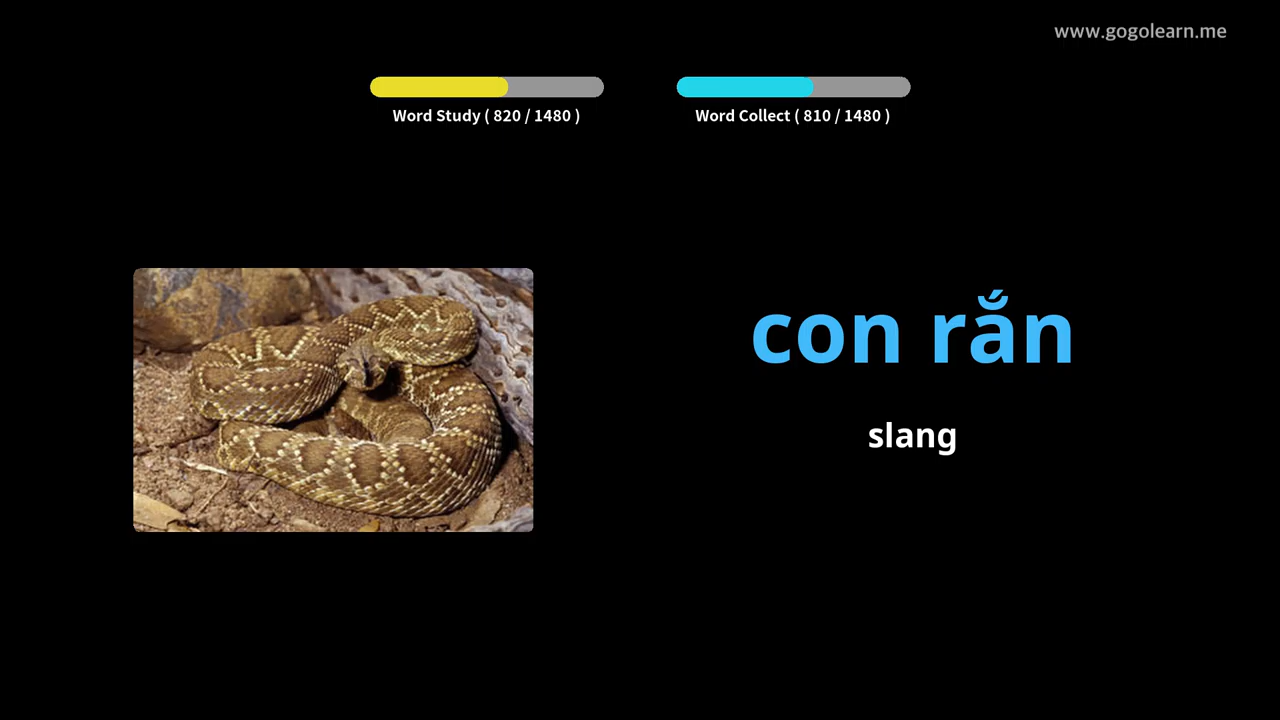 www.gogolearn.me
Word Study ( 820 / 1480 )
Word Collect ( 810 / 1480 )
con rắn
slang